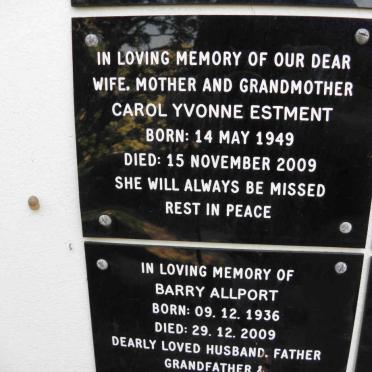 IN LOVING MEMORY OF OUR DEAR
WIFE. MOTHER AND GRANDMOTHER
CAROL YVONNE ESTMENT
BORN: 14 MAY 1949
DIED: 15 NOVEMBER 2009
SHE WILL ALWAYS BE MISSED
REST IN PEACE
IN LOVING MEMORY OF
BARRY ALLPORT
BORN: 09. 12. 1936
DIED: 29. 12. 2009
DEARLY LOVED HUSBAND, FATHER
GRANDFATHER &